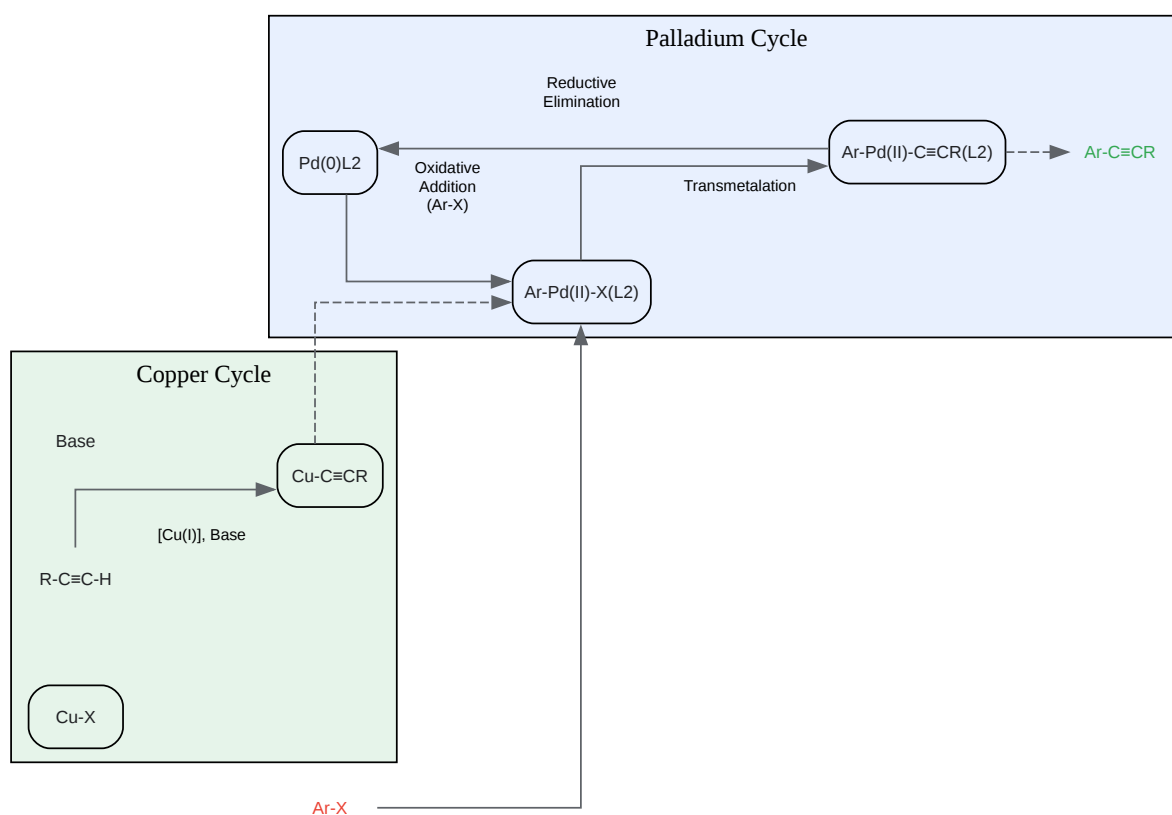 Palladium Cycle
Reductive
Elimination
Pd(0)L2
Ar-Pd(II)-C≡CR(L2)
Ar-C≡CR
Oxidative
Addition
(Ar-X)
Transmetalation
Ar-Pd(II)-X(L2)
Copper Cycle
Base
Cu-C≡CR
[Cu(I)], Base
R-C≡C-H
Cu-X
Ar-X